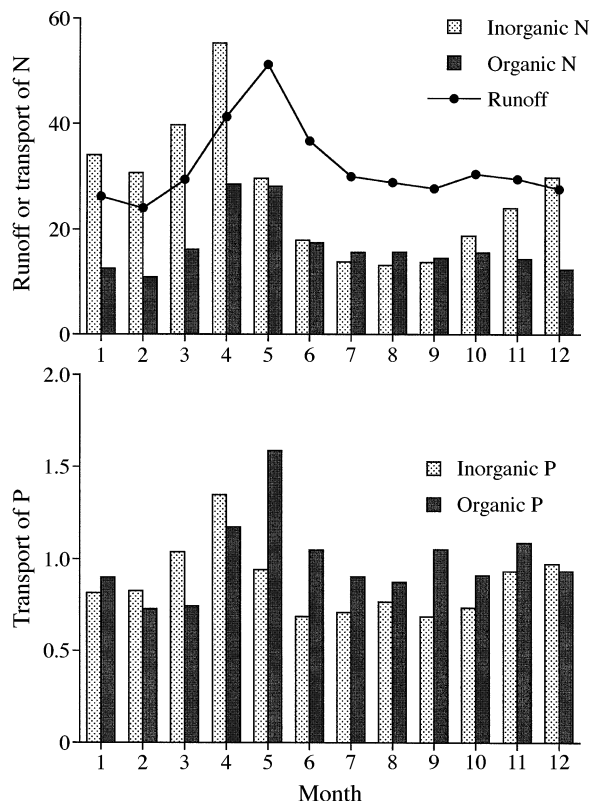 60
40
20
0
Runoff or transport of N
Inorganic N
Organic N
Runoff
1 2 3 4 5 6 7 8 9 10 11 12
2.0
1.5
1.0
0.5
0
Transport of P
Inorganic P
Organic P
1 2 3 4 5 6 7 8 9 10 11 12
Month